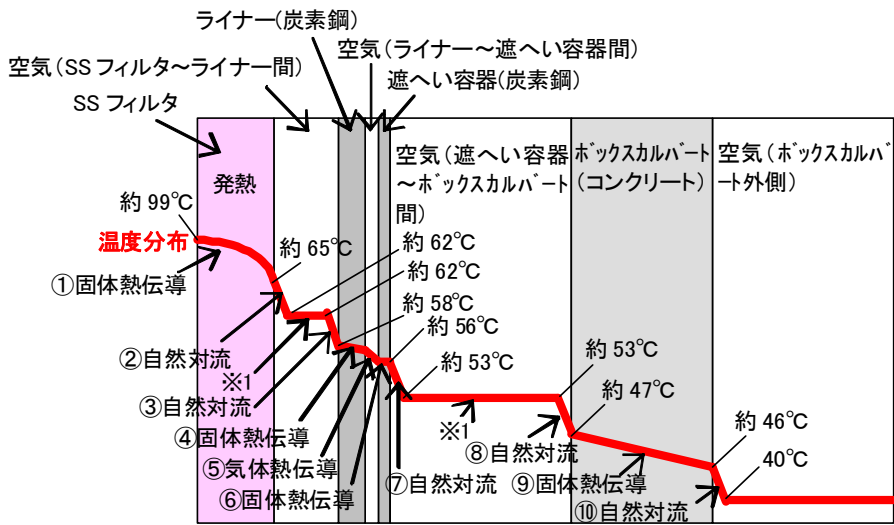 ライナー(炭素鋼)
空気(ライナー～遮へい容器間)
空気(SSフィルタ～ライナー間)
遮へい容器(炭素鋼)
SSフィルタ
発熱
空気(遮へい容器
～ボックスカルバート
間)
ボックスカルバート
(コンクリート)
空気(ボックスカルバ
ート外側)
約99℃
温度分布
約65℃
約62℃
約62℃
①固体熱伝導
約58℃
約56℃
②自然対流
約53℃
約53℃
※1
約47℃
③自然対流
※1
④固体熱伝導
⑧自然対流
約46℃
⑤気体熱伝導
⑦自然対流
⑨固体熱伝導
40℃
⑥固体熱伝導
⑩自然対流